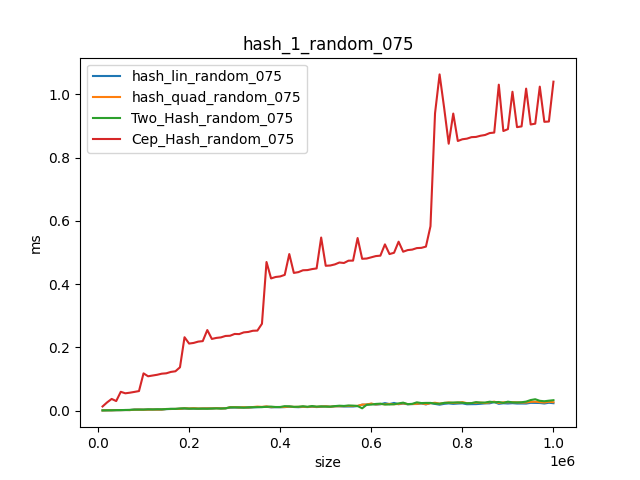 hash_1_random_075
hash_lin_random_075
hash_quad_random_075
Two_Hash_random_075
Cep_Hash_random_075
ms
1.0
0.8
0.6
0.4
0.2
0.0
0.0
0.2
0.4
0.6
0.8
1.0
size
1e6